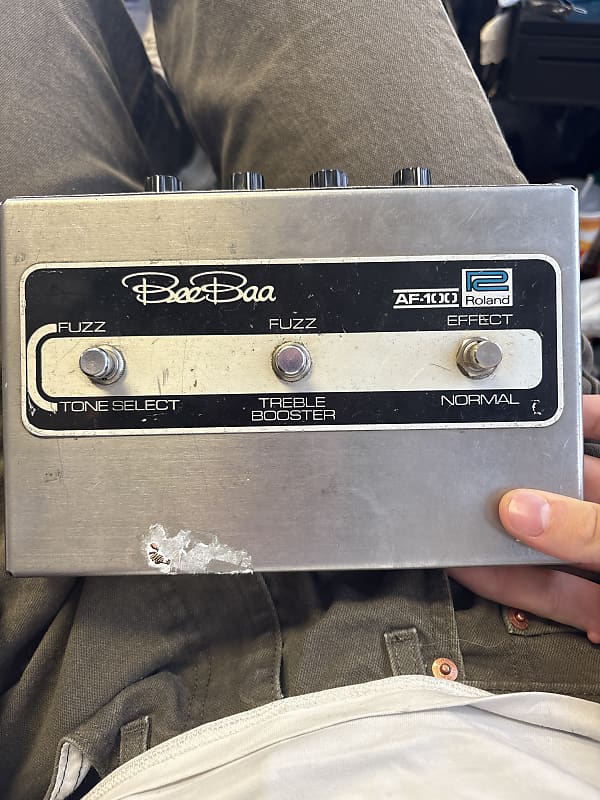 BeeBaa
AF-100 Roland
FUZZ FUZZ EFFECT
TONE SELECT TREBLE BOOSTER NORMAL